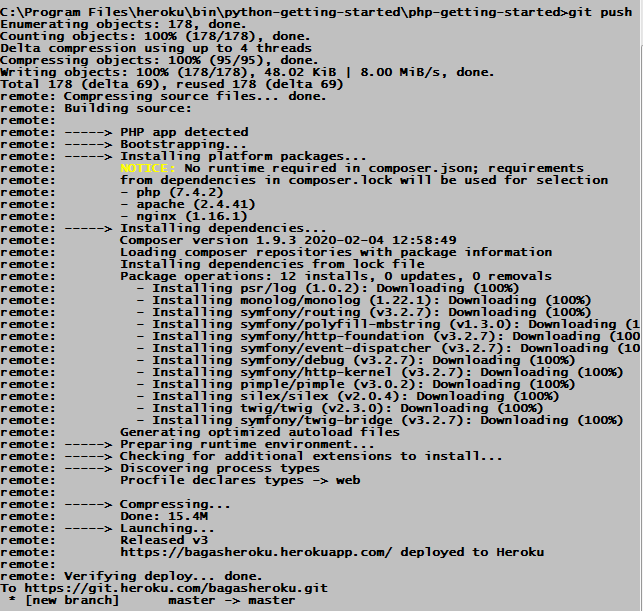 C:\Program Files\heroku\bin\python-getting-started\php-getting-started>git push
Enumerating objects: 178, done.
Counting objects: 100% (178/178), done.
Delta compression using up to 4 threads
Compressing objects: 100% (95/95), done.
Writing objects: 100% (178/178), 48.02 KiB | 8.00 MiB/s, done.
Total 178 (delta 69), reused 178 (delta 69)
remote: Compressing source files... done.
remote: Building source:
remote:
remote: -----> PHP app detected
remote: -----> Bootstrapping...
remote: -----> Installing platform packages...
remote:        NOTICE: No runtime required in composer.json; requirements
remote:        from dependencies in composer.lock will be used for selection
remote:        - php (7.4.2)
remote:        - apache (2.4.41)
remote:        - nginx (1.16.1)
remote: -----> Installing dependencies...
remote:        Composer version 1.9.3 2020-02-04 12:58:49
remote:        Loading composer repositories with package information
remote:        Installing dependencies from lock file
remote:        Package operations: 12 installs, 0 updates, 0 removals
remote:          - Installing psr/log (1.0.2): Downloading (100%)
remote:          - Installing monolog/monolog (1.22.1): Downloading (100%)
remote:          - Installing symfony/routing (v3.2.7): Downloading (100%)
remote:          - Installing symfony/polyfill-mbstring (v1.3.0): Downloading (1
remote:          - Installing symfony/http-foundation (v3.2.7): Downloading (100
remote:          - Installing symfony/event-dispatcher (v3.2.7): Downloading (10
remote:          - Installing symfony/debug (v3.2.7): Downloading (100%)
remote:          - Installing symfony/http-kernel (v3.2.7): Downloading (100%)
remote:          - Installing pimple/pimple (v3.0.2): Downloading (100%)
remote:          - Installing silex/silex (v2.0.4): Downloading (100%)
remote:          - Installing twig/twig (v2.3.0): Downloading (100%)
remote:          - Installing symfony/twig-bridge (v3.2.7): Downloading (100%)
remote:        Generating optimized autoload files
remote: -----> Preparing runtime environment...
remote: -----> Checking for additional extensions to install...
remote: -----> Discovering process types
remote:        Procfile declares types -> web
remote:
remote: -----> Compressing...
remote:        Done: 15.4M
remote: -----> Launching...
remote:        Released v3
remote:        https://bagasheroku.herokuapp.com/ deployed to Heroku
remote:
remote: Verifying deploy... done.
To https://git.heroku.com/bagasheroku.git
 * [new branch]      master -> master